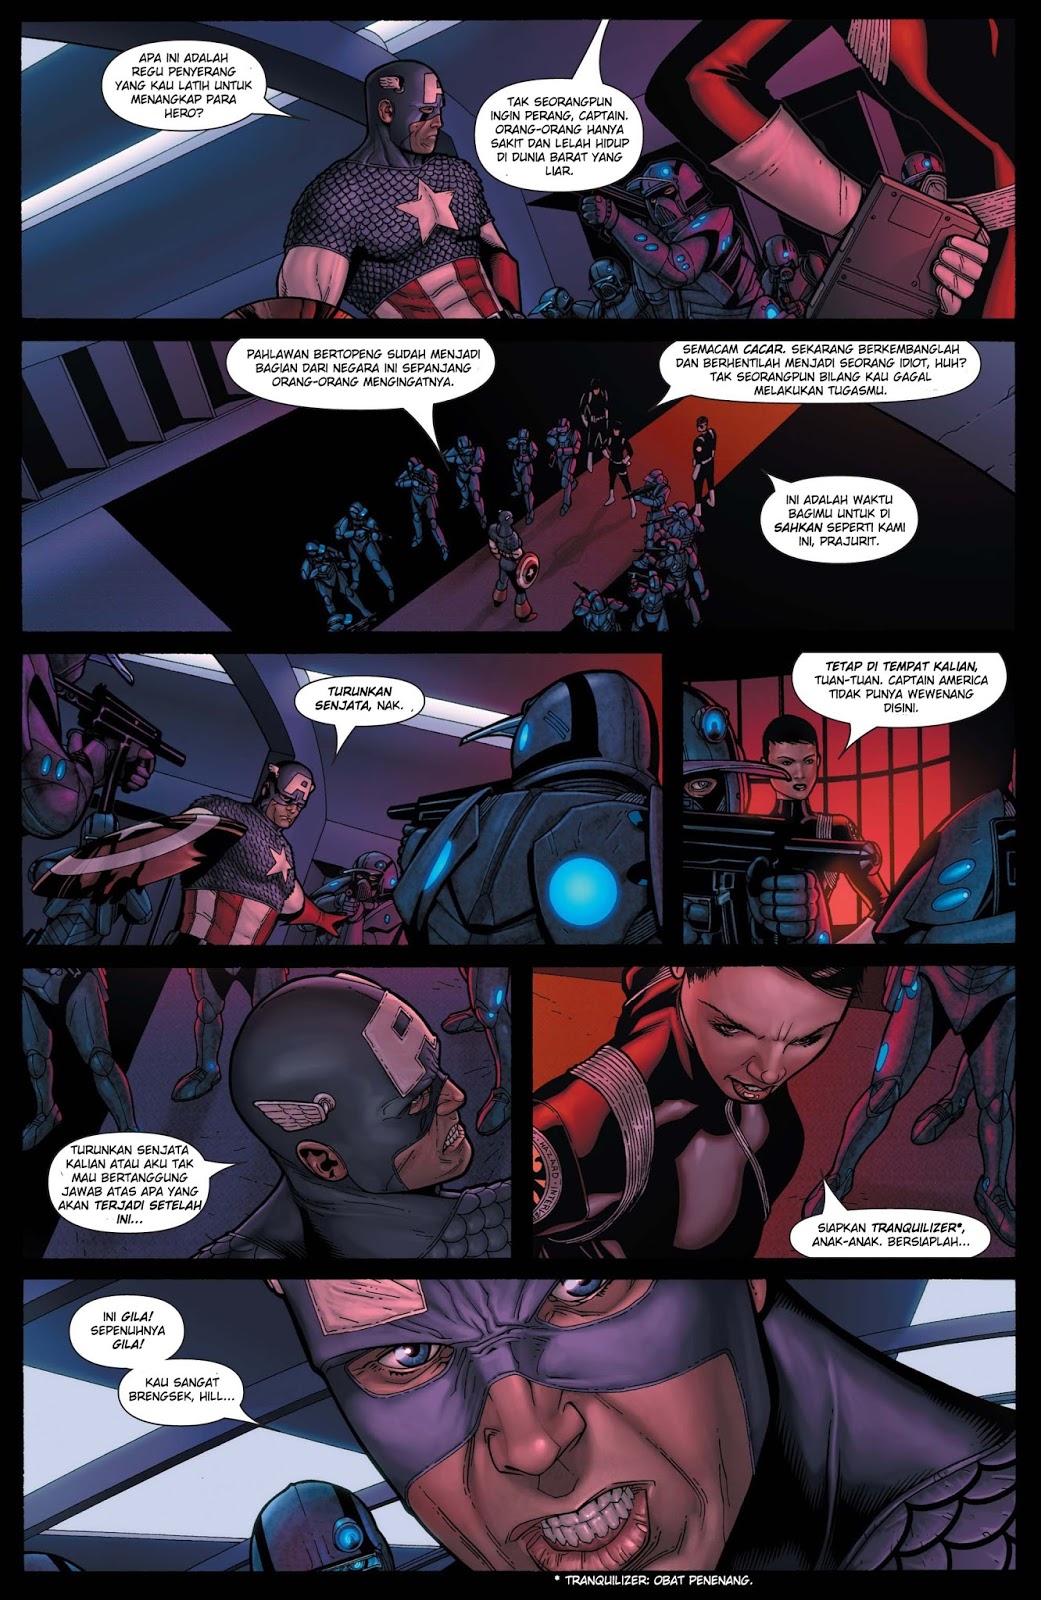 APA INI ADALAH
REGU PENYERANG
YANG KAU LATIH UNTUK
MENANGKAP PARA
HERO?
TAK SEORANGPUN
INGIN PERANG, CAPTAIN.
ORANG-ORANG HANYA
SAKIT DAN LELAH HIDUP
DI DUNIA BARAT YANG
LIAR.
PAHLAWAN BERTOPENG SUDAH MENJADI
BAGIAN DARI NEGARA INI SEPANJANG
ORANG-ORANG MENGINGATNYA.
SEMACAM CACAR. SEKARANG BERKEMBANGLAH
DAN BERHENTILAH MENJADI SEORANG IDIOT, HUH?
TAK SEORANGPUN BILANG KAU GAGAL
MELAKUKAN TUGASMU.
INI ADALAH WAKTU
BAGIMU UNTUK DI
SAHKAN SEPERTI KAMI
INI, PRAJURIT.
TURUNKAN
SENJATA, NAK.
TETAP DI TEMPAT KALIAN,
TUAN-TUAN. CAPTAIN AMERICA
TIDAK PUNYA WEWENANG
DISINI.
TURUNKAN SENJATA
KALIAN ATAU AKU TAK
MAU BERTANGGUNG
JAWAB ATAS APA YANG
AKAN TERJADI SETELAH
INI...
HAZARD INTER
SIAPKAN TRANQUILIZER*,
ANAK-ANAK. BERSIAPLAH...
INI GILA!
SEPENUHNYA
GILA!
KAU SANGAT
BRENGSEK, HILL...
* TRANQUILIZER: OBAT PENENANG.